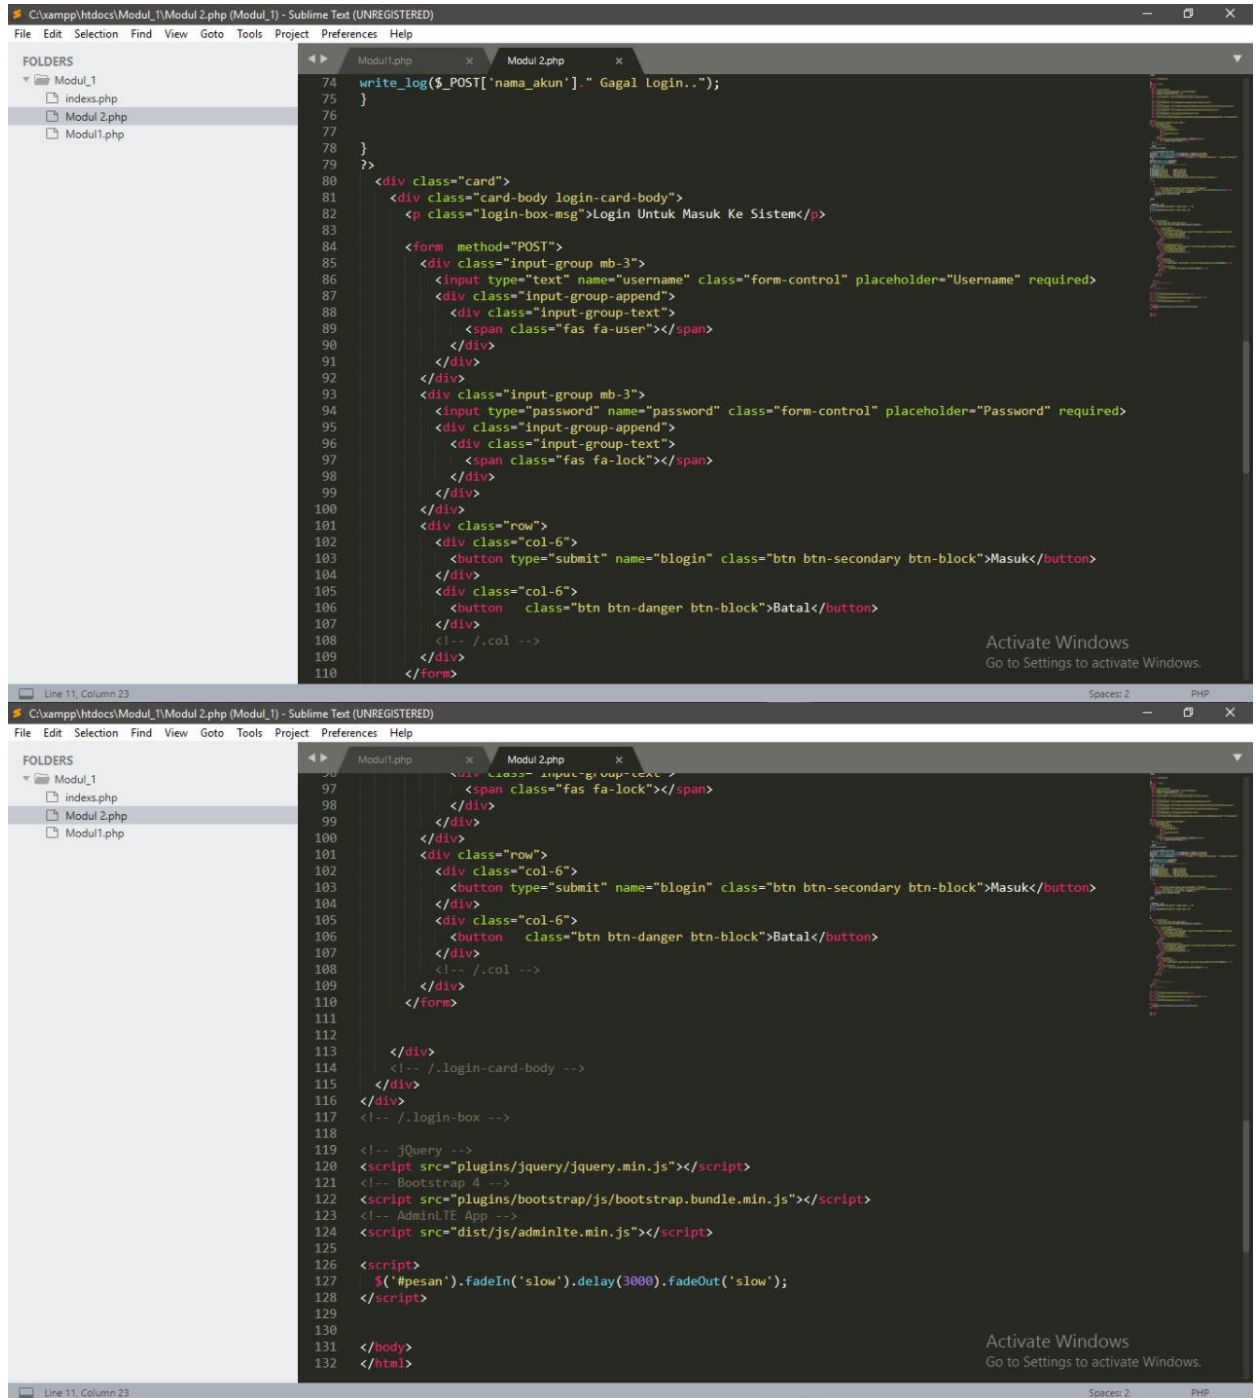 C:\xampp\htdocs\Modul_1\Modul 2.php (Modul_1) - Sublime Text (UNREGISTERED)
File Edit Selection Find View Goto Tools Project Preferences Help
FOLDERS
Modul_1
indexs.php
Modul 2.php
Modul1.php
Modul1.php × Modul 2.php ×
74 write_log($_POST['nama_akun']." Gagal Login..");
75 }
76
77
78 }
79 ?>
80 <div class="card">
81 <div class="card-body login-card-body">
82 <p class="login-box-msg">Login Untuk Masuk Ke Sistem</p>
83
84 <form  method="POST">
85 <div class="input-group mb-3">
86 <input type="text" name="username" class="form-control" placeholder="Username" required>
87 <div class="input-group-append">
88 <div class="input-group-text">
89 <span class="fas fa-user"></span>
90 </div>
91 </div>
92 </div>
93 <div class="input-group mb-3">
94 <input type="password" name="password" class="form-control" placeholder="Password" required>
95 <div class="input-group-append">
96 <div class="input-group-text">
97 <span class="fas fa-lock"></span>
98 </div>
99 </div>
100 </div>
101 <div class="row">
102 <div class="col-6">
103 <button type="submit" name="blogin" class="btn btn-secondary btn-block">Masuk</button>
104 </div>
105 <div class="col-6">
106 <button   class="btn btn-danger btn-block">Batal</button>
107 </div>
108 <!-- /.col -->
109 </div>
110 </form>
Activate Windows
Go to Settings to activate Windows.
Line 11, Column 23 Spaces: 2 PHP
C:\xampp\htdocs\Modul_1\Modul 2.php (Modul_1) - Sublime Text (UNREGISTERED)
File Edit Selection Find View Goto Tools Project Preferences Help
FOLDERS
Modul_1
indexs.php
Modul 2.php
Modul1.php
Modul1.php × Modul 2.php ×
96 <div class="input-group-text">
97 <span class="fas fa-lock"></span>
98 </div>
99 </div>
100 </div>
101 <div class="row">
102 <div class="col-6">
103 <button type="submit" name="blogin" class="btn btn-secondary btn-block">Masuk</button>
104 </div>
105 <div class="col-6">
106 <button   class="btn btn-danger btn-block">Batal</button>
107 </div>
108 <!-- /.col -->
109 </div>
110 </form>
111
112
113 </div>
114 <!-- /.login-card-body -->
115 </div>
116 </div>
117 <!-- /.login-box -->
118
119 <!-- jQuery -->
120 <script src="plugins/jquery/jquery.min.js"></script>
121 <!-- Bootstrap 4 -->
122 <script src="plugins/bootstrap/js/bootstrap.bundle.min.js"></script>
123 <!-- AdminLTE App -->
124 <script src="dist/js/adminlte.min.js"></script>
125
126 <script>
127 $('#pesan').fadeIn('slow').delay(3000).fadeOut('slow');
128 </script>
129
130
131 </body>
132 </html>
Activate Windows
Go to Settings to activate Windows.
Line 11, Column 23 Spaces: 2 PHP